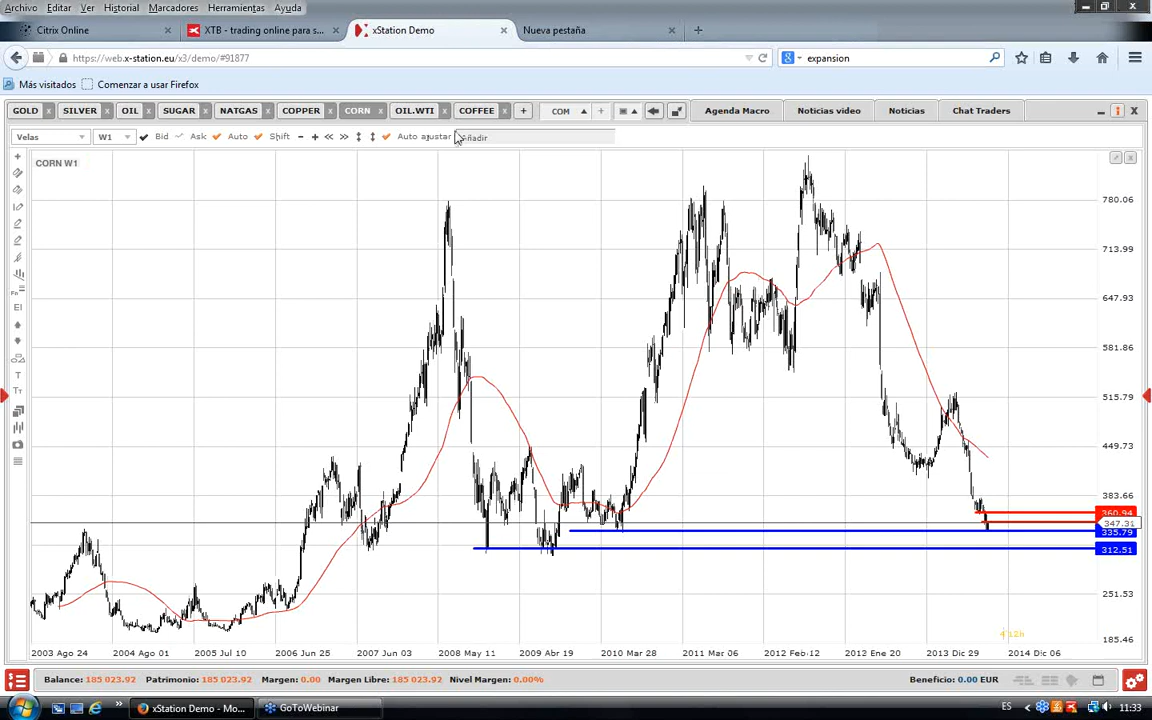 Archivo Editar Ver Historial Marcadores Herramientas Ayuda
Citrix Online × XTB - trading online para s... × xStation Demo × Nueva pestaña × +
https://web.x-station.eu/x3/demo/#91877 expansion
Más visitados Comenzar a usar Firefox
GOLD x SILVER x OIL x SUGAR x NATGAS x COPPER x CORN x OIL.WTI x COFFEE x + COM + Agenda Macro Noticias video Noticias Chat Traders
Velas W1 Bid Ask Auto Shift - + << >> Auto ajustar Añadir
CORN W1
780.06
713.99
647.93
581.86
515.79
449.73
383.66
360.94
347.31
335.79
312.51
251.53
185.46
4 12h
2003 Ago 24 2004 Ago 01 2005 Jul 10 2006 Jun 25 2007 Jun 03 2008 May 11 2009 Abr 19 2010 Mar 28 2011 Mar 06 2012 Feb 12 2012 Ene 20 2013 Dic 29 2014 Dic 06
Balance: 185 023.92 Patrimonio: 185 023.92 Margen: 0.00 Margen Libre: 185 023.92 Nivel Margen: 0.00% Beneficio: 0.00 EUR
xStation Demo - Mo... GoToWebinar ES 11:33